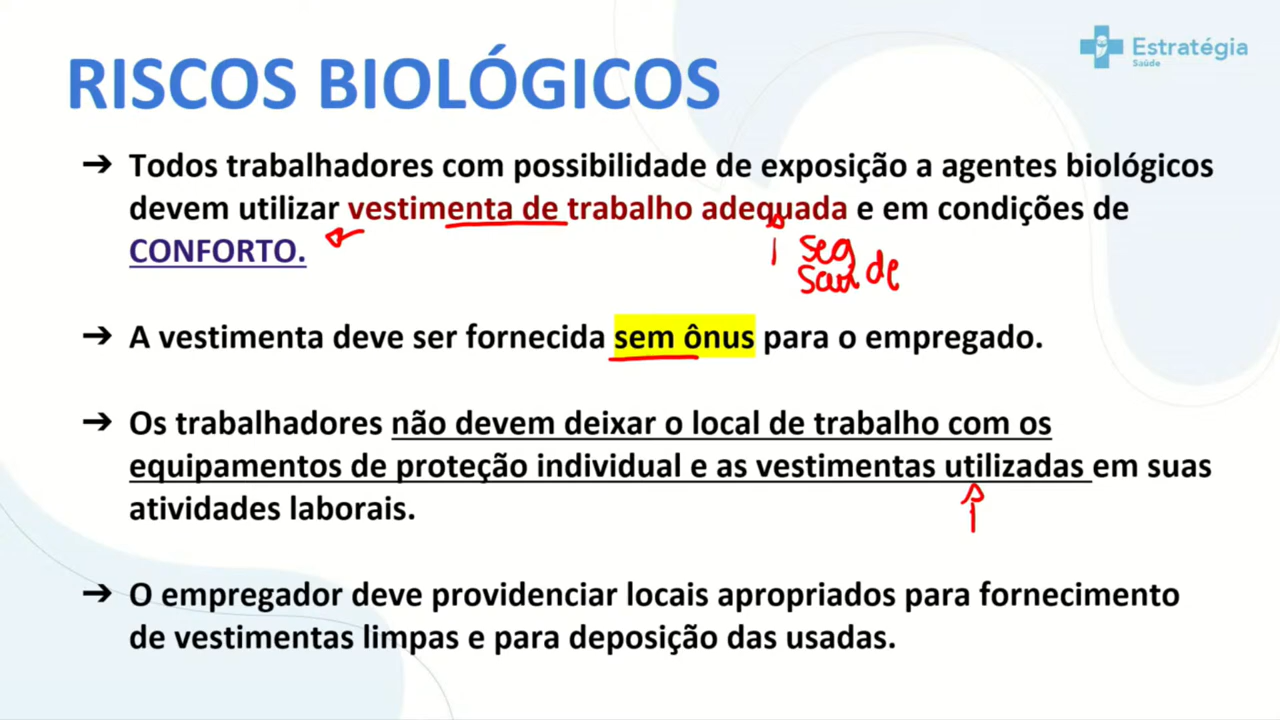 Estratégia
Saúde
RISCOS BIOLÓGICOS
➔ Todos trabalhadores com possibilidade de exposição a agentes biológicos
devem utilizar vestimenta de trabalho adequada e em condições de
CONFORTO.
seg
saúde
➔ A vestimenta deve ser fornecida sem ônus para o empregado.
➔ Os trabalhadores não devem deixar o local de trabalho com os
equipamentos de proteção individual e as vestimentas utilizadas em suas
atividades laborais.
➔ O empregador deve providenciar locais apropriados para fornecimento
de vestimentas limpas e para deposição das usadas.